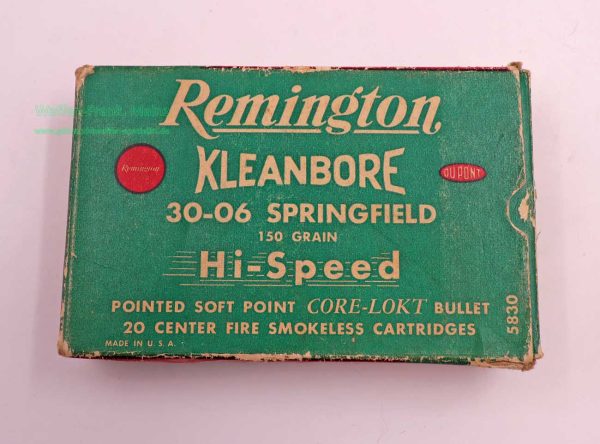 Remington
KLEANBORE
Remington
DU PONT
30-06 SPRINGFIELD
150 GRAIN
Hi-Speed
POINTED SOFT POINT CORE-LOKT BULLET
20 CENTER FIRE SMOKELESS CARTRIDGES
MADE IN U. S. A.
5830